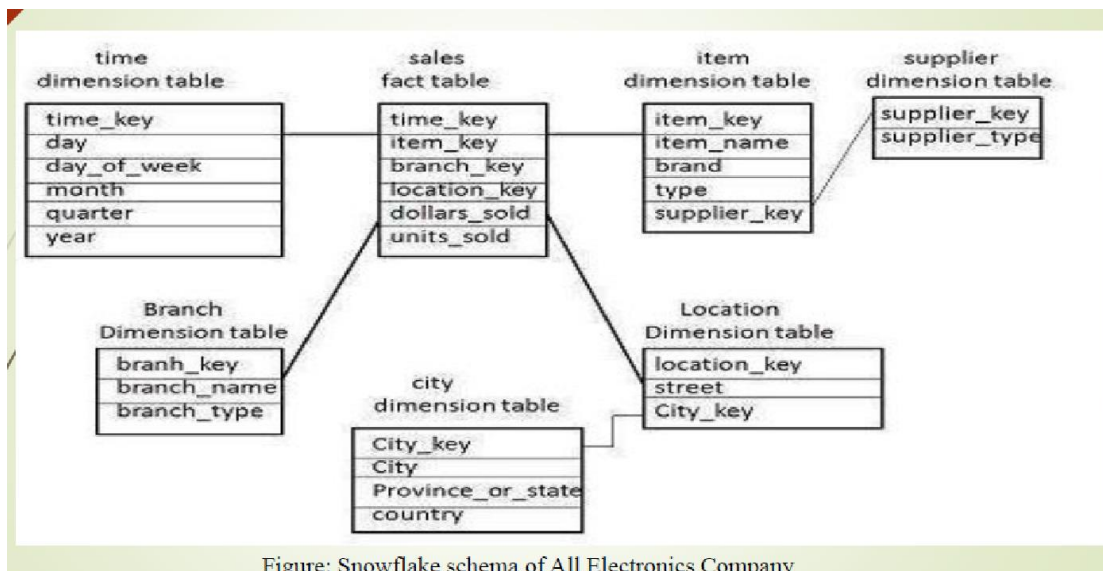 time
dimension table
time_key
day
day_of_week
month
quarter
year
sales
fact table
time_key
item_key
branch_key
location_key
dollars_sold
units_sold
item
dimension table
item_key
item_name
brand
type
supplier_key
supplier
dimension table
supplier_key
supplier_type
Branch
Dimension table
branh_key
branch_name
branch_type
city
dimension table
City_key
City
Province_or_state
country
Location
Dimension table
location_key
street
City_key
Figure: Snowflake schema of All Electronics Company